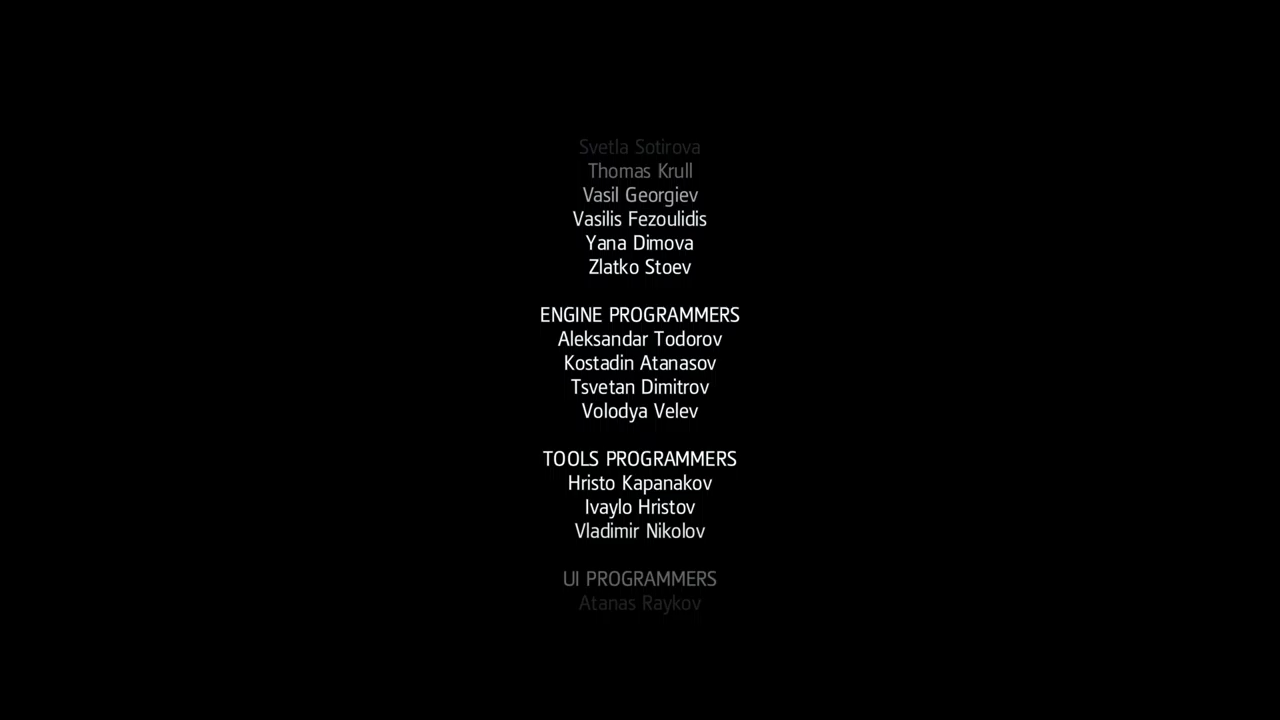 Svetla Sotirova
Thomas Krull
Vasil Georgiev
Vasilis Fezoulidis
Yana Dimova
Zlatko Stoev
ENGINE PROGRAMMERS
Aleksandar Todorov
Kostadin Atanasov
Tsvetan Dimitrov
Volodya Velev
TOOLS PROGRAMMERS
Hristo Kapanakov
Ivaylo Hristov
Vladimir Nikolov
UI PROGRAMMERS
Atanas Raykov